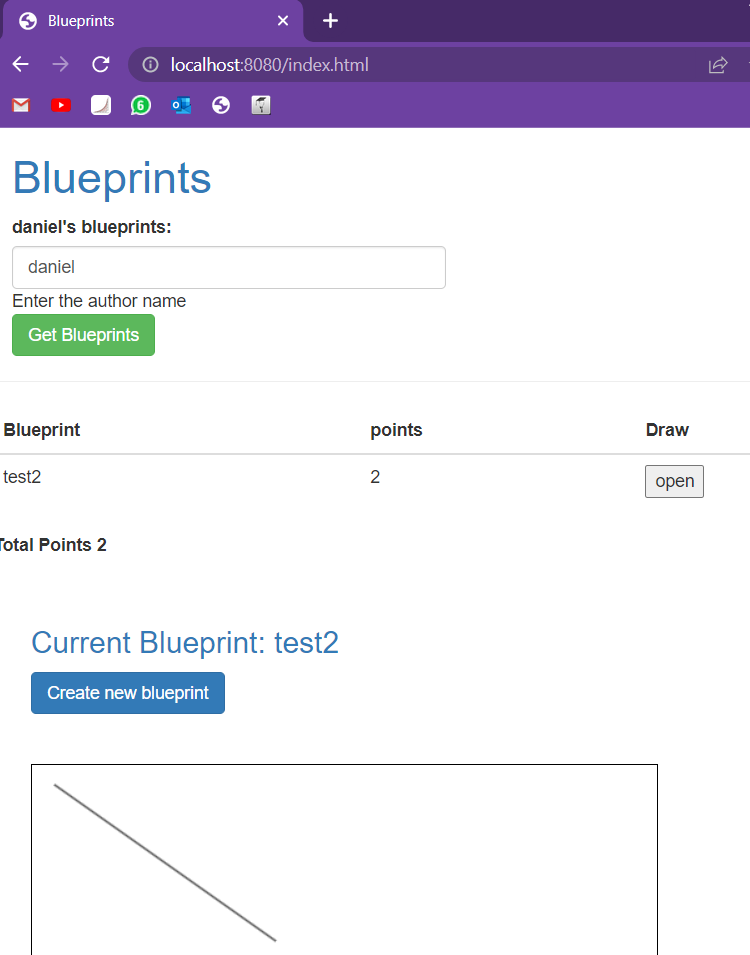 Blueprints
localhost:8080/index.html
6
Blueprints
daniel's blueprints:
daniel
Enter the author name
Get Blueprints
Blueprint points Draw
test2 2 open
Total Points 2
Current Blueprint: test2
Create new blueprint